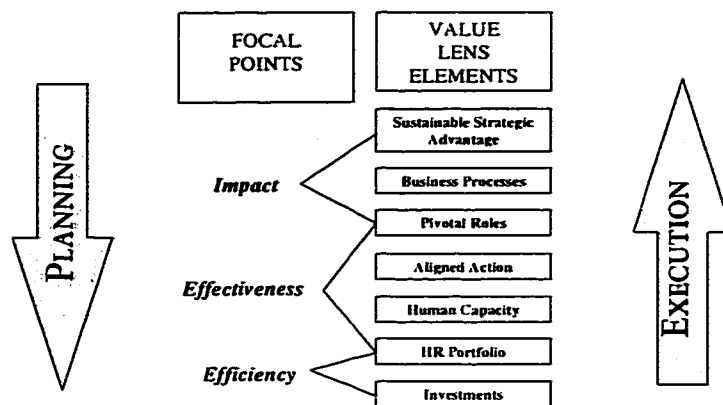 FOCAL
POINTS
VALUE
LENS
ELEMENTS
PLANNING
Sustainable Strategic
Advantage
Impact
Business Processes
Pivotal Roles
Aligned Action
Effectiveness
Human Capacity
HR Portfolio
Efficiency
Investments
EXECUTION